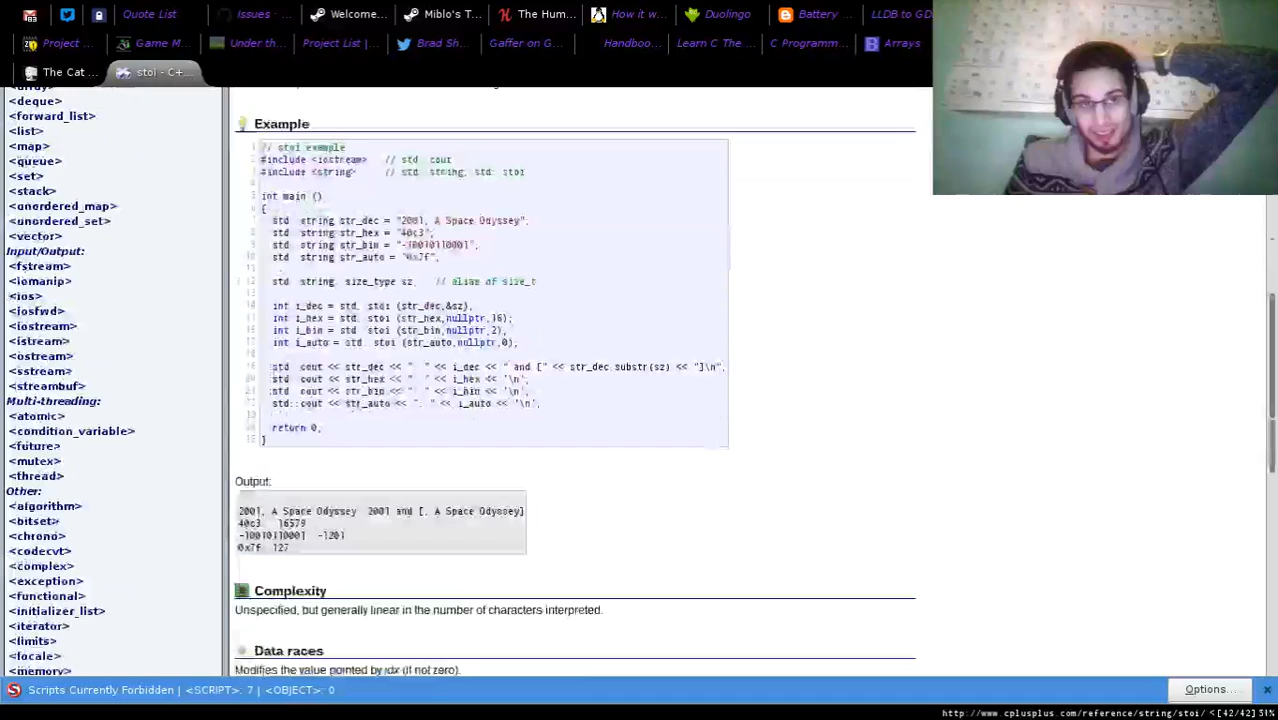 Quote List
Issues ·
Welcome...
Miblo's T...
The Hum...
How it w...
Duolingo
Battery ...
LLDB to GD
Project ...
Game M...
Under th...
Project List |...
Brad Sh...
Gaffer on G...
Handboo...
Learn C The ...
C Programm...
Arrays
The Cat ...
stoi - C+...
<array>
<deque>
<forward_list>
<list>
<map>
<queue>
<set>
<stack>
<unordered_map>
<unordered_set>
<vector>
Input/Output:
<fstream>
<iomanip>
<ios>
<iosfwd>
<iostream>
<istream>
<ostream>
<sstream>
<streambuf>
Multi-threading:
<atomic>
<condition_variable>
<future>
<mutex>
<thread>
Other:
<algorithm>
<bitset>
<chrono>
<codecvt>
<complex>
<exception>
<functional>
<initializer_list>
<iterator>
<limits>
<locale>
<memory>
Example
// stoi example
#include <iostream> // std cout
#include <string> // std string, std stoi
int main ()
{
std string str_dec = "2001, A Space Odyssey",
std string str_hex = "40c3",
std string str_bin = "-10010110001",
std string str_auto = "0x7f",
std string size_type sz, // alias of size_t
int i_dec = std stoi (str_dec,&sz),
int i_hex = std stoi (str_hex,nullptr,16);
int i_bin = std stoi (str_bin,nullptr,2),
int i_auto = std stoi (str_auto,nullptr,0),
std cout << str_dec << " " << i_dec << " and [" << str_dec substr(sz) << "]\n",
std cout << str_hex << " " << i_hex << '\n',
std cout << str_bin << " " << i_bin << '\n',
std::cout << str_auto << ": " << i_auto << '\n',
return 0,
}
Output:
2001, A Space Odyssey 2001 and [, A Space Odyssey]
40c3 16579
-10010110001 -1201
0x7f 127
Complexity
Unspecified, but generally linear in the number of characters interpreted.
Data races
Modifies the value pointed by idx (if not zero).
Scripts Currently Forbidden | <SCRIPT>: 7 | <OBJECT>: 0
Options...
http://www.cplusplus.com/reference/string/stoi/ <[42/42] 51%